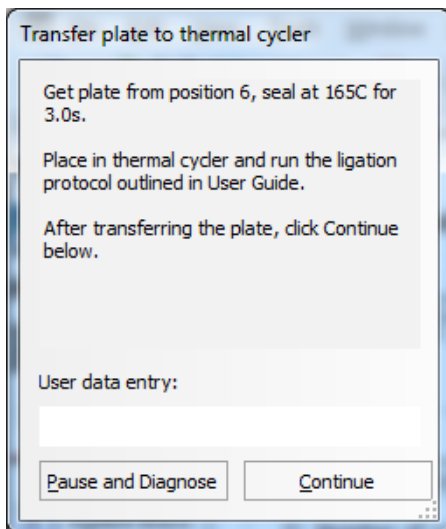 Transfer plate to thermal cycler
Get plate from position 6, seal at 165C for
3.0s.
Place in thermal cycler and run the ligation
protocol outlined in User Guide.
After transferring the plate, click Continue
below.
User data entry:
Pause and Diagnose
Continue